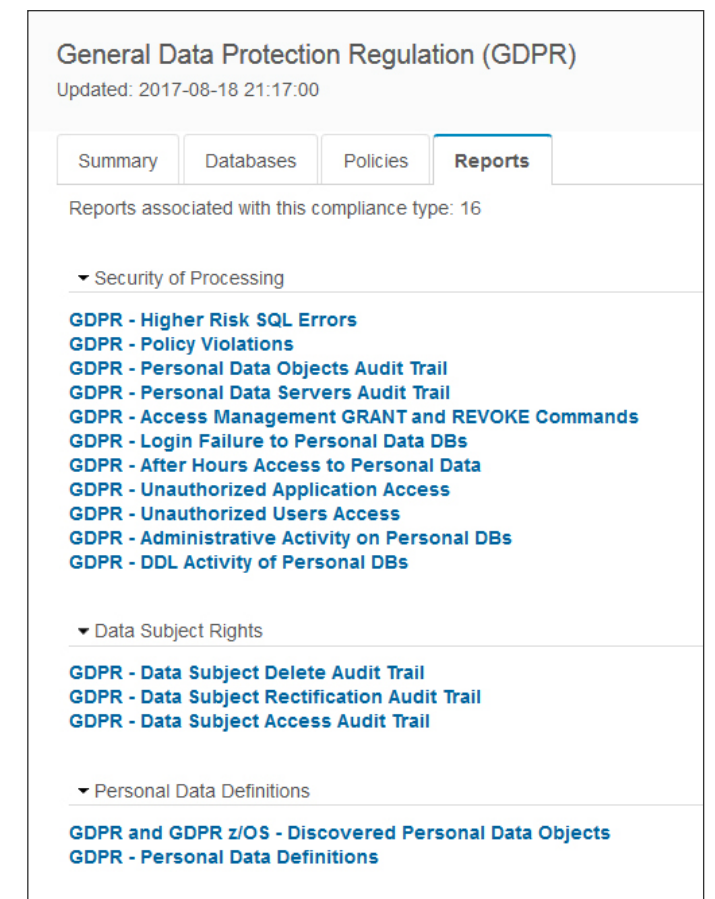 General Data Protection Regulation (GDPR)
Updated: 2017-08-18 21:17:00
Summary Databases Policies Reports
Reports associated with this compliance type: 16
Security of Processing
GDPR - Higher Risk SQL Errors
GDPR - Policy Violations
GDPR - Personal Data Objects Audit Trail
GDPR - Personal Data Servers Audit Trail
GDPR - Access Management GRANT and REVOKE Commands
GDPR - Login Failure to Personal Data DBs
GDPR - After Hours Access to Personal Data
GDPR - Unauthorized Application Access
GDPR - Unauthorized Users Access
GDPR - Administrative Activity on Personal DBs
GDPR - DDL Activity of Personal DBs
Data Subject Rights
GDPR - Data Subject Delete Audit Trail
GDPR - Data Subject Rectification Audit Trail
GDPR - Data Subject Access Audit Trail
Personal Data Definitions
GDPR and GDPR z/OS - Discovered Personal Data Objects
GDPR - Personal Data Definitions